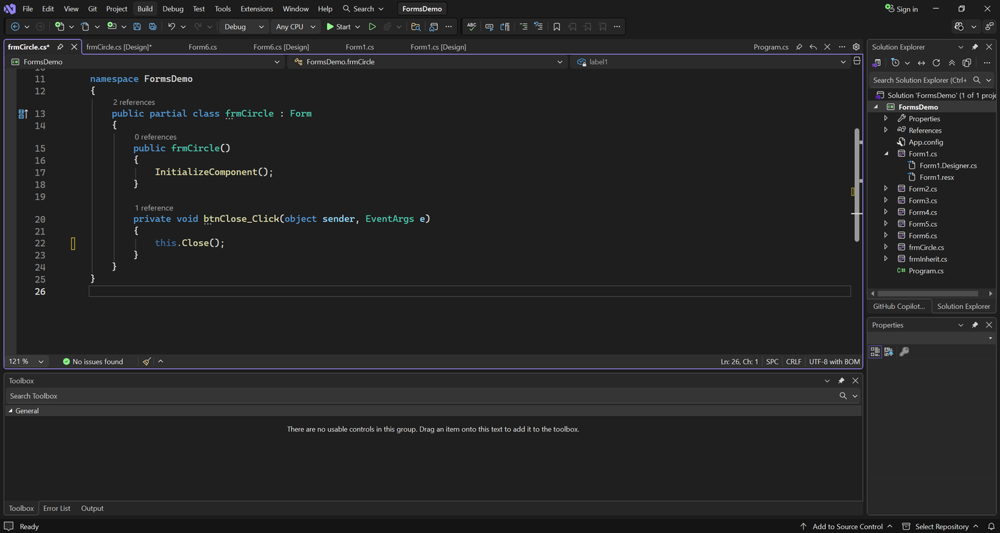 File Edit View Git Project Build Debug Test Tools Extensions Window Help Search FormsDemo Sign in
Debug Any CPU Start
frmCircle.cs* frmCircle.cs [Design]* Form6.cs Form6.cs [Design] Form1.cs Form1.cs [Design] Program.cs
FormsDemo FormsDemo.frmCircle label1
11 namespace FormsDemo
12 {
2 references
13 public partial class frmCircle : Form
14 {
0 references
15 public frmCircle()
16 {
17 InitializeComponent();
18 }
19
1 reference
20 private void btnClose_Click(object sender, EventArgs e)
21 {
22 this.Close();
23 }
24 }
25 }
26
121 % No issues found Ln: 26, Ch: 1 SPC CRLF UTF-8 with BOM
Toolbox
Search Toolbox
General
There are no usable controls in this group. Drag an item onto this text to add it to the toolbox.
Toolbox Error List Output
Solution Explorer
Search Solution Explorer (Ctrl+
Solution 'FormsDemo' (1 of 1 proje
FormsDemo
Properties
References
App.config
Form1.cs
Form1.Designer.cs
Form1.resx
Form2.cs
Form3.cs
Form4.cs
Form5.cs
Form6.cs
frmCircle.cs
frmInherit.cs
C# Program.cs
GitHub Copilot... Solution Explorer
Properties
Ready Add to Source Control Select Repository